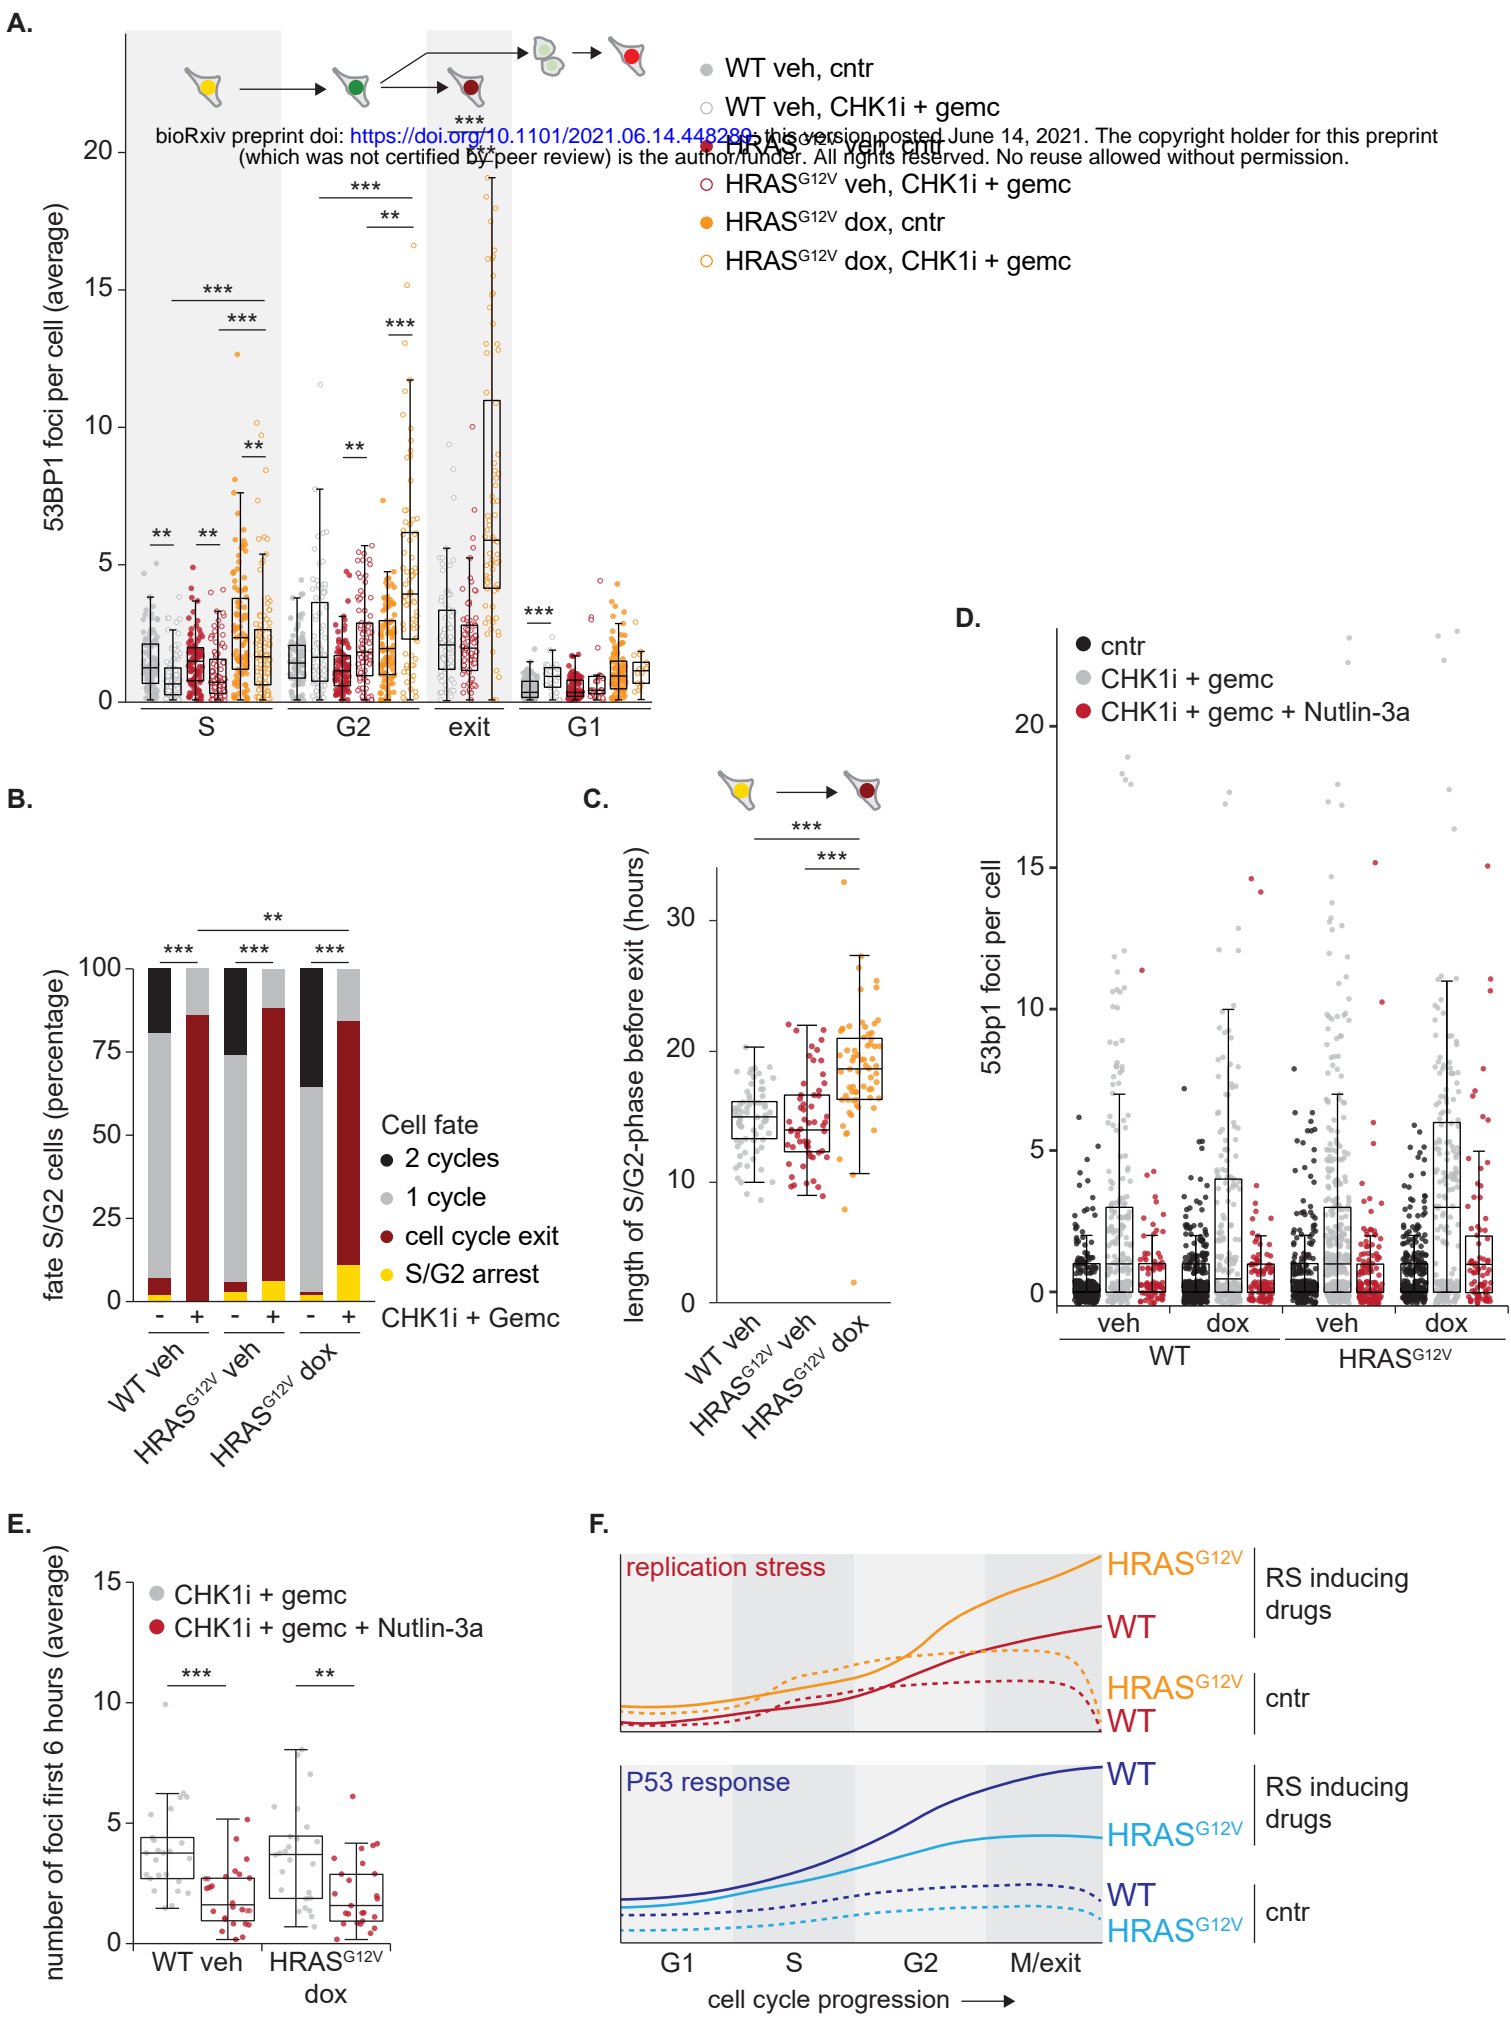 A.
WT veh, cntr
WT veh, CHK1i + gemc
bioRxiv preprint doi: https://doi.org/10.1101/2021.06.14.448289; this version posted June 14, 2021. The copyright holder for this preprint
(which was not certified by peer review) is the author/funder. All rights reserved. No reuse allowed without permission.
HRASG12V veh, cntr
HRASG12V veh, CHK1i + gemc
HRASG12V dox, cntr
HRASG12V dox, CHK1i + gemc
53BP1 foci per cell (average)
20
15
10
5
0
***
***
***
**
***
***
***
**
**
**
**
***
S
G2
exit
G1
B.
fate S/G2 cells (percentage)
100
75
50
25
0
**
***
***
***
Cell fate
2 cycles
1 cycle
cell cycle exit
S/G2 arrest
- + - + - +
CHK1i + Gemc
WT veh
HRASG12V veh
HRASG12V dox
C.
length of S/G2-phase before exit (hours)
30
20
10
0
***
***
WT veh
HRASG12V veh
HRASG12V dox
D.
cntr
CHK1i + gemc
CHK1i + gemc + Nutlin-3a
53bp1 foci per cell
20
15
10
5
0
veh
dox
veh
dox
WT
HRASG12V
E.
number of foci first 6 hours (average)
15
10
5
0
CHK1i + gemc
CHK1i + gemc + Nutlin-3a
***
**
WT veh
HRASG12V
dox
F.
replication stress
HRASG12V
WT
RS inducing
drugs
HRASG12V
WT
cntr
P53 response
WT
HRASG12V
RS inducing
drugs
WT
HRASG12V
cntr
G1
S
G2
M/exit
cell cycle progression